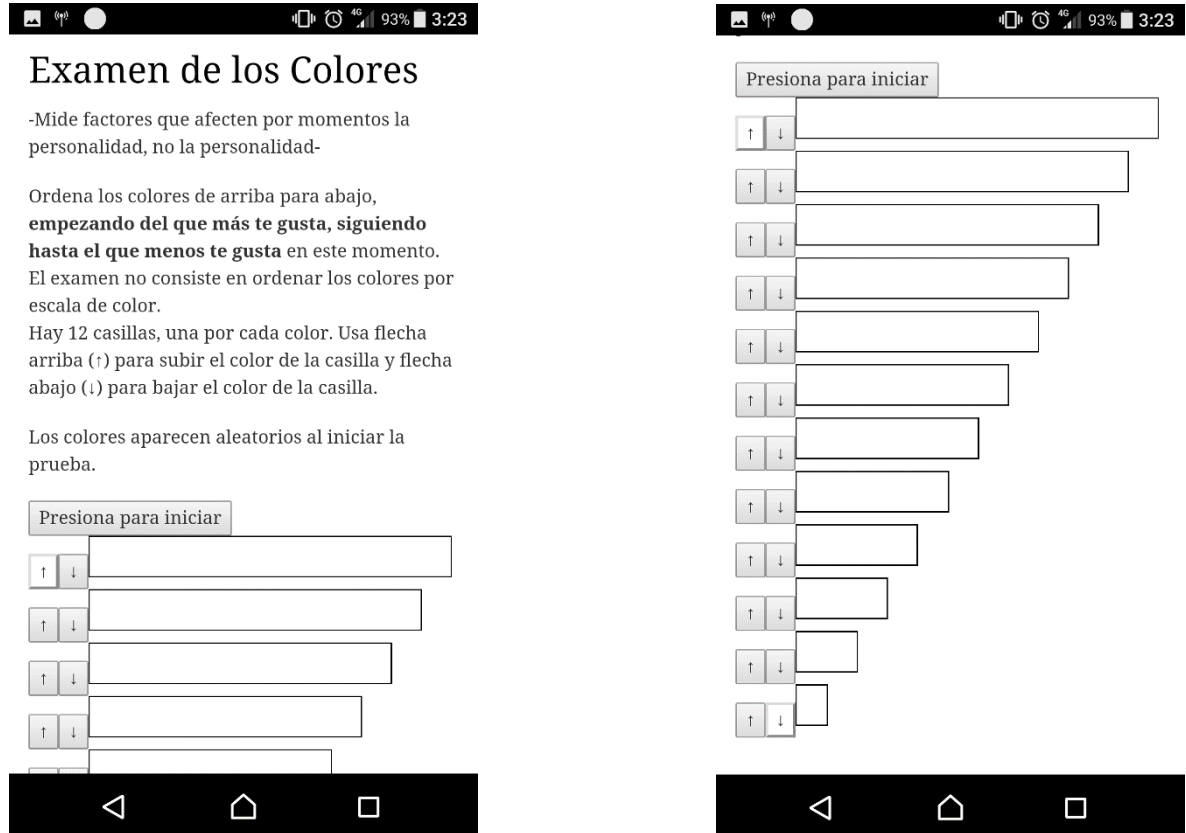 4G 93% 3:23
Examen de los Colores
-Mide factores que afecten por momentos la
personalidad, no la personalidad-
Ordena los colores de arriba para abajo,
empezando del que más te gusta, siguiendo
hasta el que menos te gusta en este momento.
El examen no consiste en ordenar los colores por
escala de color.
Hay 12 casillas, una por cada color. Usa flecha
arriba (↑) para subir el color de la casilla y flecha
abajo (↓) para bajar el color de la casilla.
Los colores aparecen aleatorios al iniciar la
prueba.
Presiona para iniciar
↑ ↓
↑ ↓
↑ ↓
↑ ↓
4G 93% 3:23
Presiona para iniciar
↑ ↓
↑ ↓
↑ ↓
↑ ↓
↑ ↓
↑ ↓
↑ ↓
↑ ↓
↑ ↓
↑ ↓
↑ ↓
↑ ↓